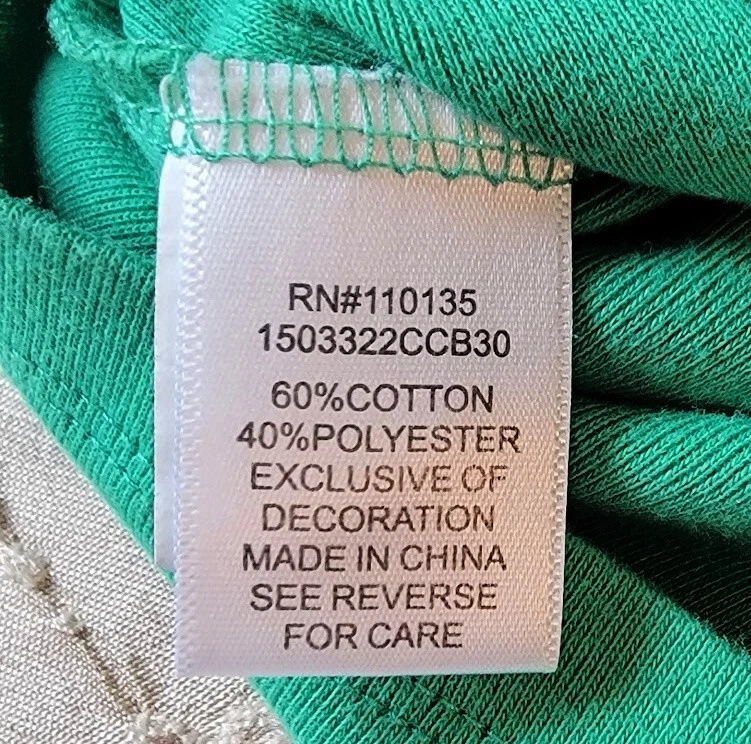 RN#110135
1503322CCB30
60%COTTON
40%POLYESTER
EXCLUSIVE OF
DECORATION
MADE IN CHINA
SEE REVERSE
FOR CARE